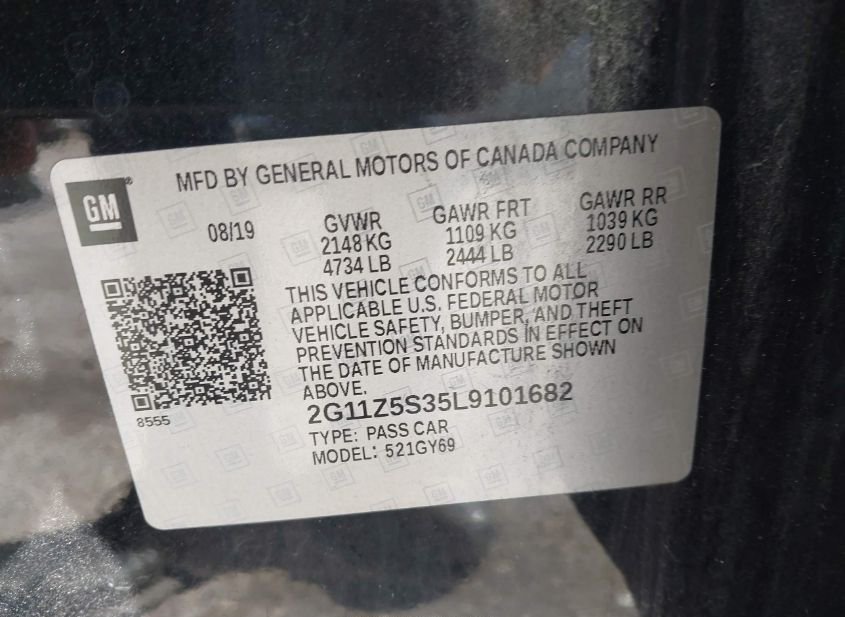 MFD BY GENERAL MOTORS OF CANADA COMPANY
GM®
08/19
GVWR
2148 KG
4734 LB
GAWR FRT
1109 KG
2444 LB
GAWR RR
1039 KG
2290 LB
THIS VEHICLE CONFORMS TO ALL
APPLICABLE U.S. FEDERAL MOTOR
VEHICLE SAFETY, BUMPER, AND THEFT
PREVENTION STANDARDS IN EFFECT ON
THE DATE OF MANUFACTURE SHOWN
ABOVE.
8555
2G11Z5S35L9101682
TYPE: PASS CAR
MODEL: 521GY69